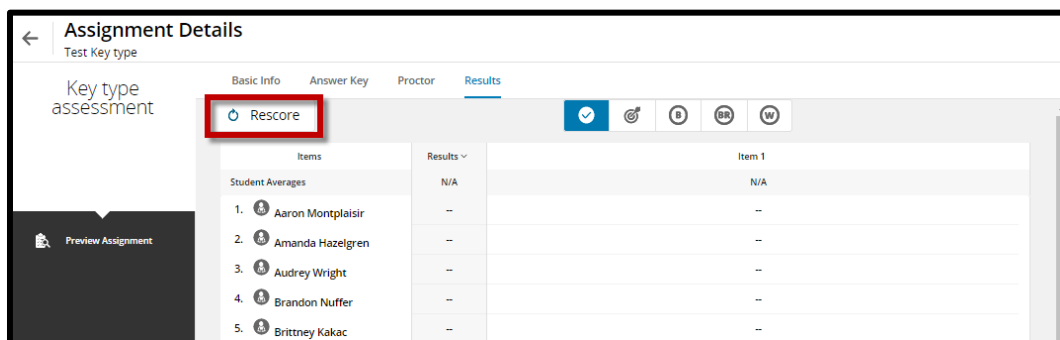 Assignment Details
Test Key type
Key type
assessment
Basic Info Answer Key Proctor Results
Rescore
B BR W
Items Results Item 1
Student Averages N/A N/A
1. Aaron Montplaisir -- --
2. Amanda Hazelgren -- --
3. Audrey Wright -- --
4. Brandon Nuffer -- --
5. Brittney Kakac -- --
Preview Assignment